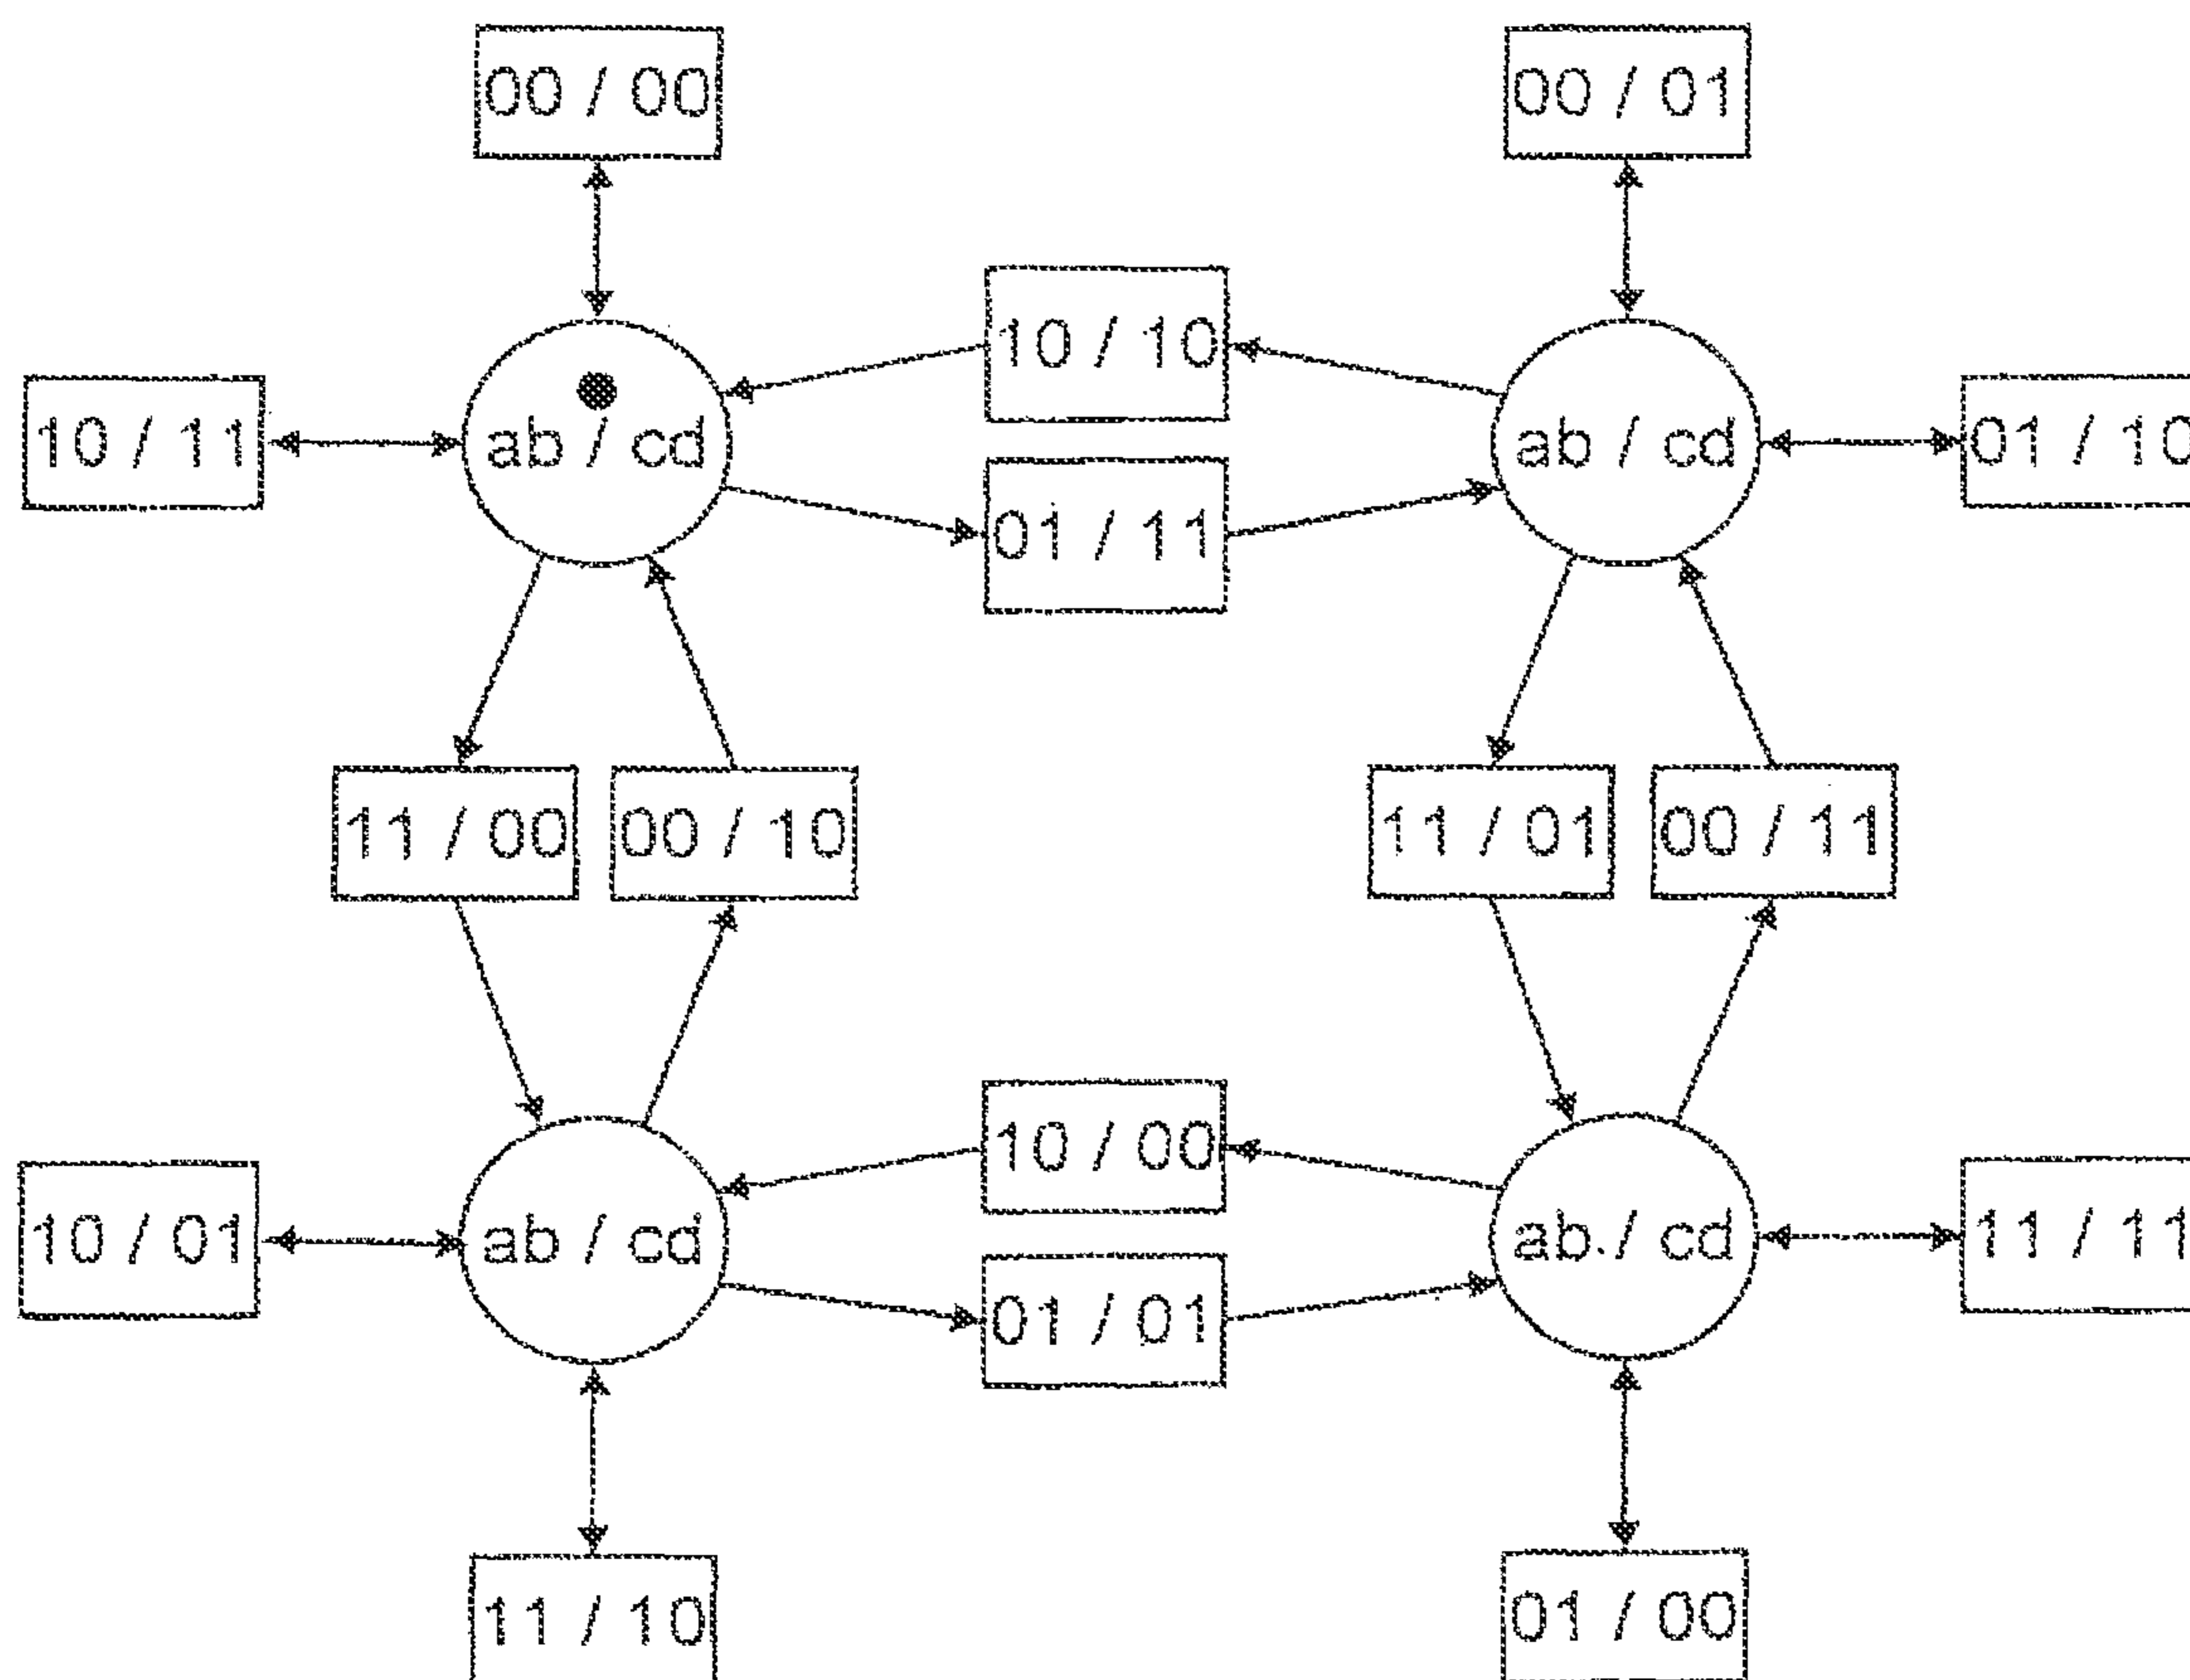 00 / 00
00 / 01
10 / 10
10 / 11
ab / cd
ab / cd
01 / 10
01 / 11
11 / 00
00 / 10
11 / 01
00 / 11
10 / 00
10 / 01
ab / cd
ab / cd
11 / 11
01 / 01
11 / 10
01 / 00